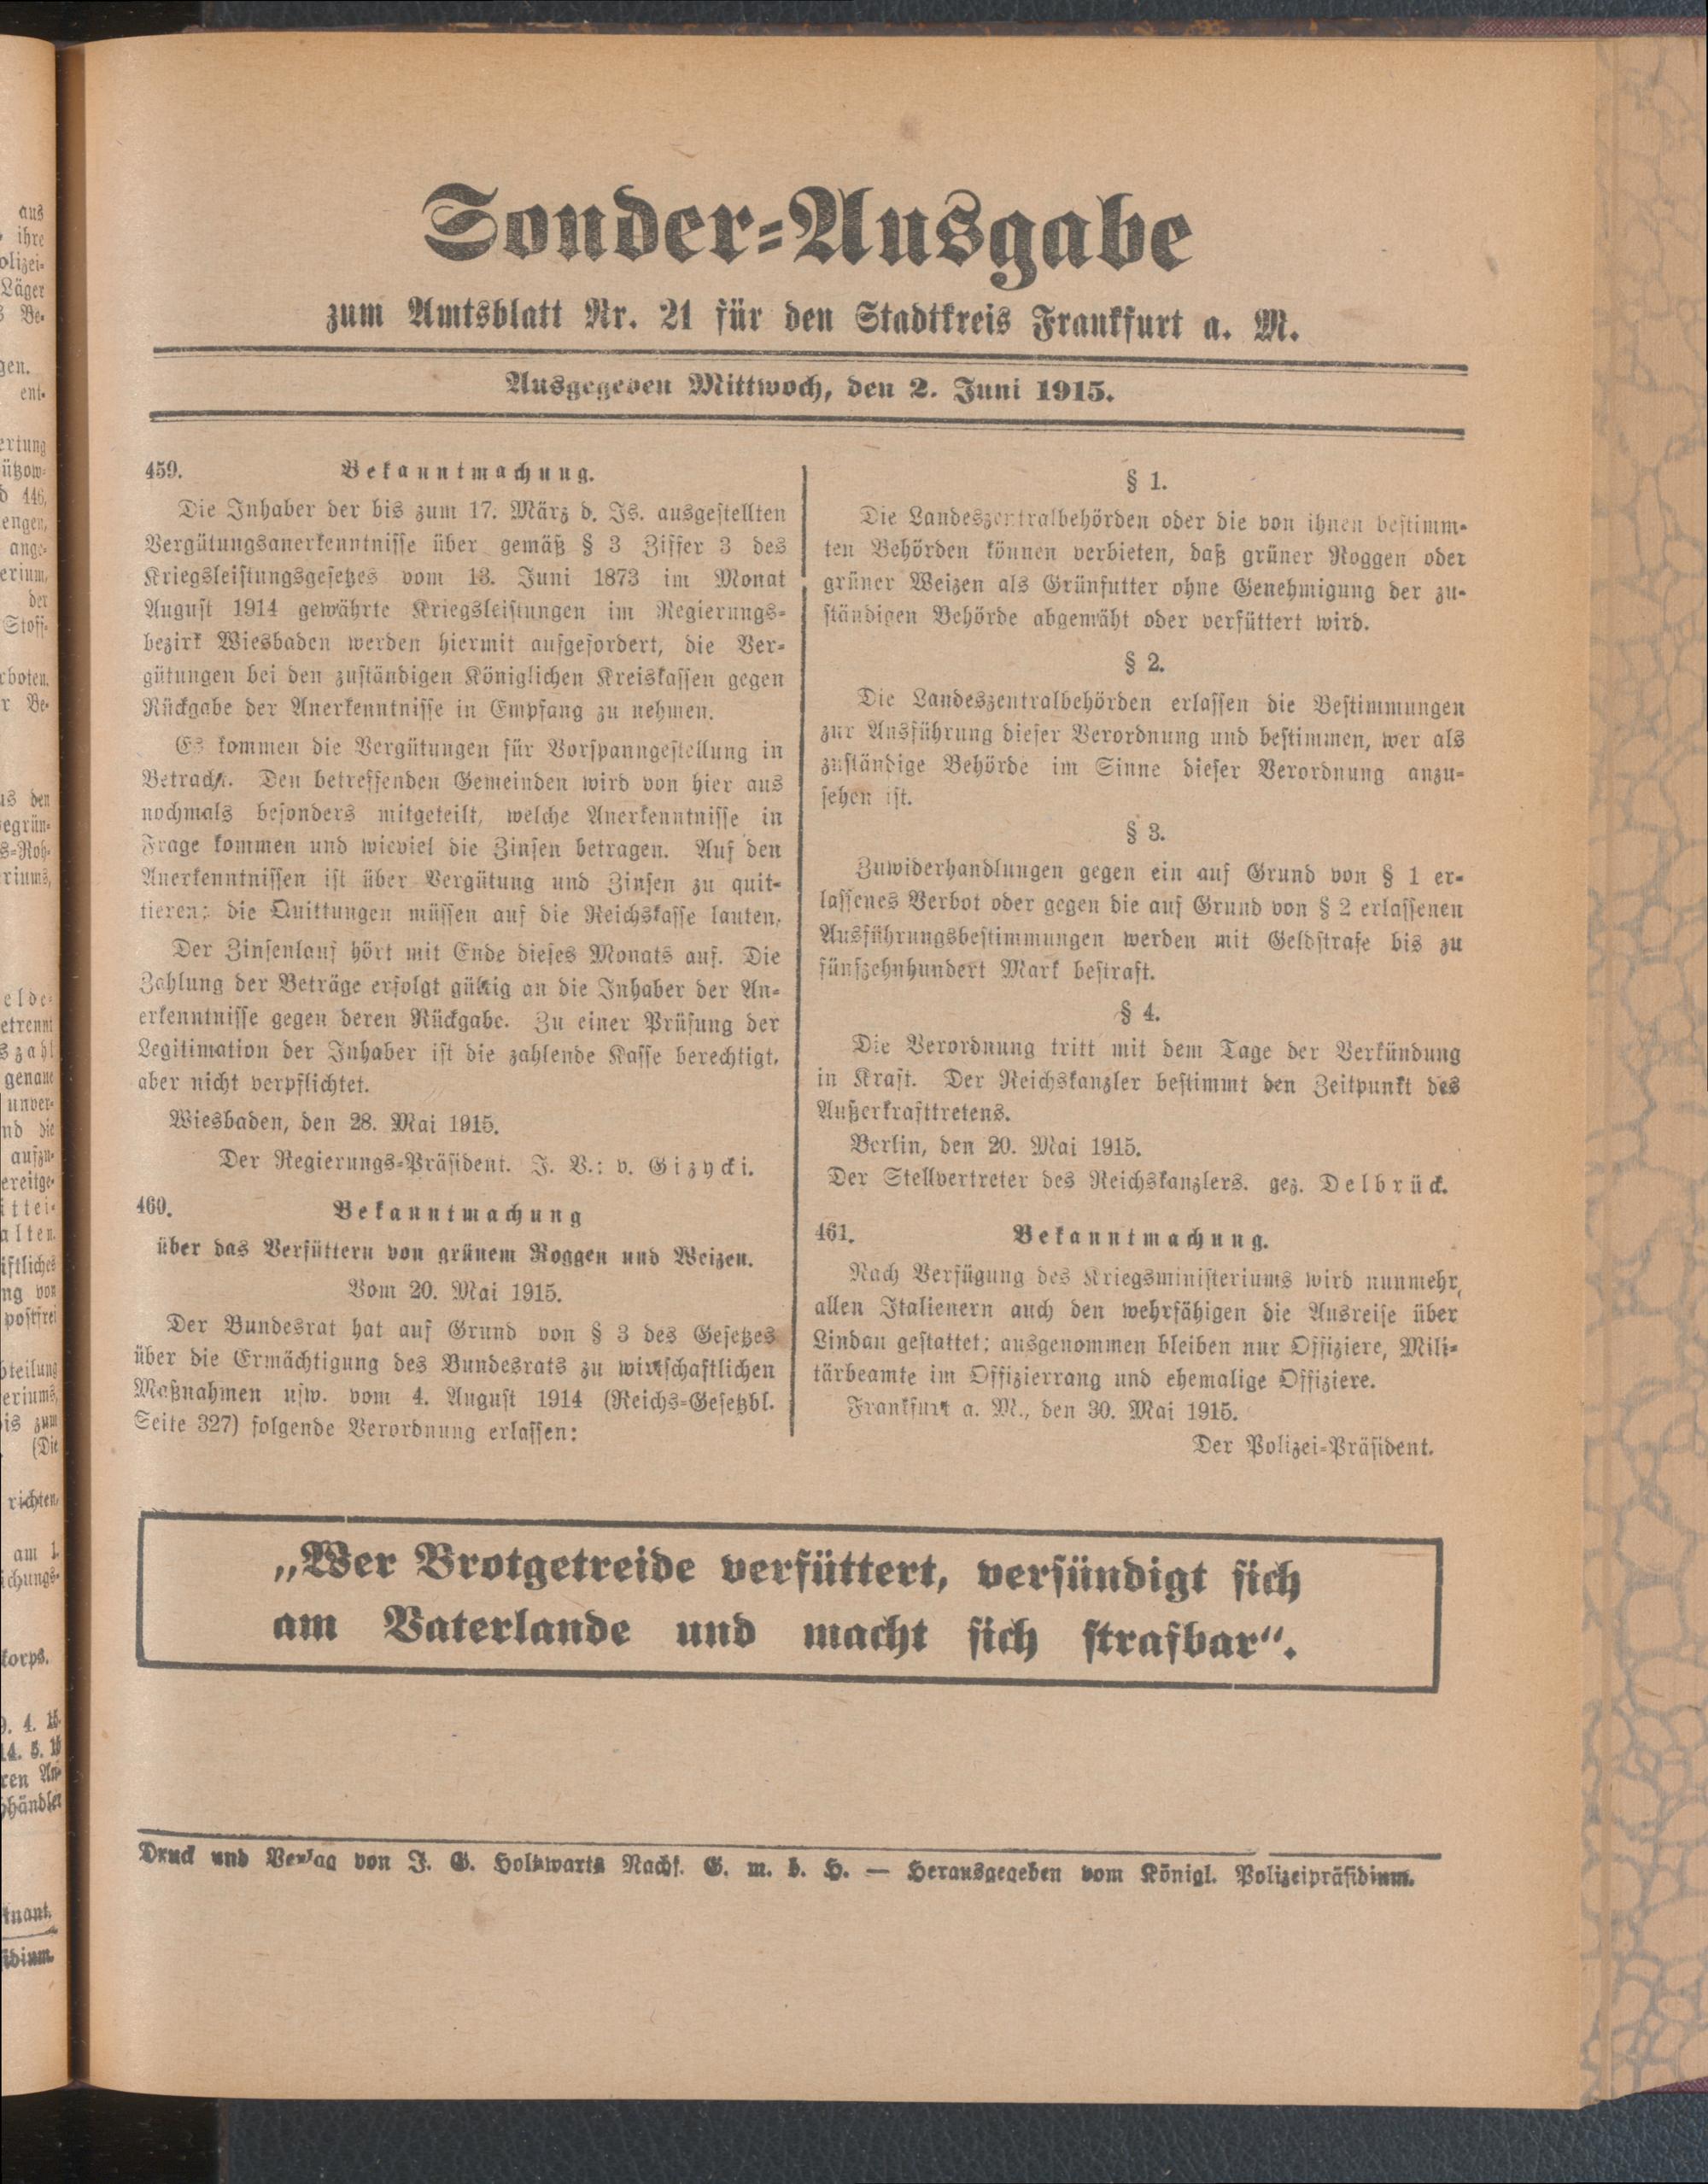 Sonder-Ausgabe
zum Amtsblatt Nr. 21 für den Stadtkreis Frankfurt a. M.
Ausgegeben Mittwoch, den 2. Juni 1915.
459. Bekanntmachung.
Die Inhaber der bis zum 17. März d. Js. ausgestellten
Vergütungsanerkenntnisse über gemäß § 3 Ziffer 3 des
Kriegsleistungsgesetzes vom 13. Juni 1873 im Monat
August 1914 gewährte Kriegsleistungen im Regierungs-
bezirk Wiesbaden werden hiermit aufgefordert, die Ver-
gütungen bei den zuständigen Königlichen Kreiskassen gegen
Rückgabe der Anerkenntnisse in Empfang zu nehmen.
Es kommen die Vergütungen für Vorspanngestellung in
Betracht. Den betreffenden Gemeinden wird von hier aus
nochmals besonders mitgeteilt, welche Anerkenntnisse in
Frage kommen und wieviel die Zinsen betragen. Auf den
Anerkenntnissen ist über Vergütung und Zinsen zu quit-
tieren; die Quittungen müssen auf die Reichskasse lauten.
Der Zinsenlauf hört mit Ende dieses Monats auf. Die
Zahlung der Beträge erfolgt gültig an die Inhaber der An-
erkenntnisse gegen deren Rückgabe. Zu einer Prüfung der
Legitimation der Inhaber ist die zahlende Kasse berechtigt,
aber nicht verpflichtet.
Wiesbaden, den 28. Mai 1915.
Der Regierungs-Präsident. J. V.: v. Gizycki.
460. Bekanntmachung
über das Verfüttern von grünem Roggen und Weizen.
Vom 20. Mai 1915.
Der Bundesrat hat auf Grund von § 3 des Gesetzes
über die Ermächtigung des Bundesrats zu wirtschaftlichen
Maßnahmen usw. vom 4. August 1914 (Reichs-Gesetzbl.
Seite 327) folgende Verordnung erlassen:
§ 1.
Die Landeszentralbehörden oder die von ihnen bestimm-
ten Behörden können verbieten, daß grüner Roggen oder
grüner Weizen als Grünfutter ohne Genehmigung der zu-
ständigen Behörde abgemäht oder verfüttert wird.
§ 2.
Die Landeszentralbehörden erlassen die Bestimmungen
zur Ausführung dieser Verordnung und bestimmen, wer als
zuständige Behörde im Sinne dieser Verordnung anzu-
sehen ist.
§ 3.
Zuwiderhandlungen gegen ein auf Grund von § 1 er-
lassenes Verbot oder gegen die auf Grund von § 2 erlassenen
Ausführungsbestimmungen werden mit Geldstrafe bis zu
fünfzehnhundert Mark bestraft.
§ 4.
Die Verordnung tritt mit dem Tage der Verkündung
in Kraft. Der Reichskanzler bestimmt den Zeitpunkt des
Außerkrafttretens.
Berlin, den 20. Mai 1915.
Der Stellvertreter des Reichskanzlers. gez. Delbrück.
461. Bekanntmachung.
Nach Verfügung des Kriegsministeriums wird nunmehr,
allen Italienern auch den wehrfähigen die Ausreise über
Lindau gestattet; ausgenommen bleiben nur Offiziere, Mili-
tärbeamte im Offizierrang und ehemalige Offiziere.
Frankfurt a. M., den 30. Mai 1915.
Der Polizei-Präsident.
„Wer Brotgetreide verfüttert, versündigt sich
am Vaterlande und macht sich strafbar“.
Druck und Verlag von J. G. Holtzwarts Nachf. G. m. b. H. — Herausgegeben vom Königl. Polizeipräsidium.